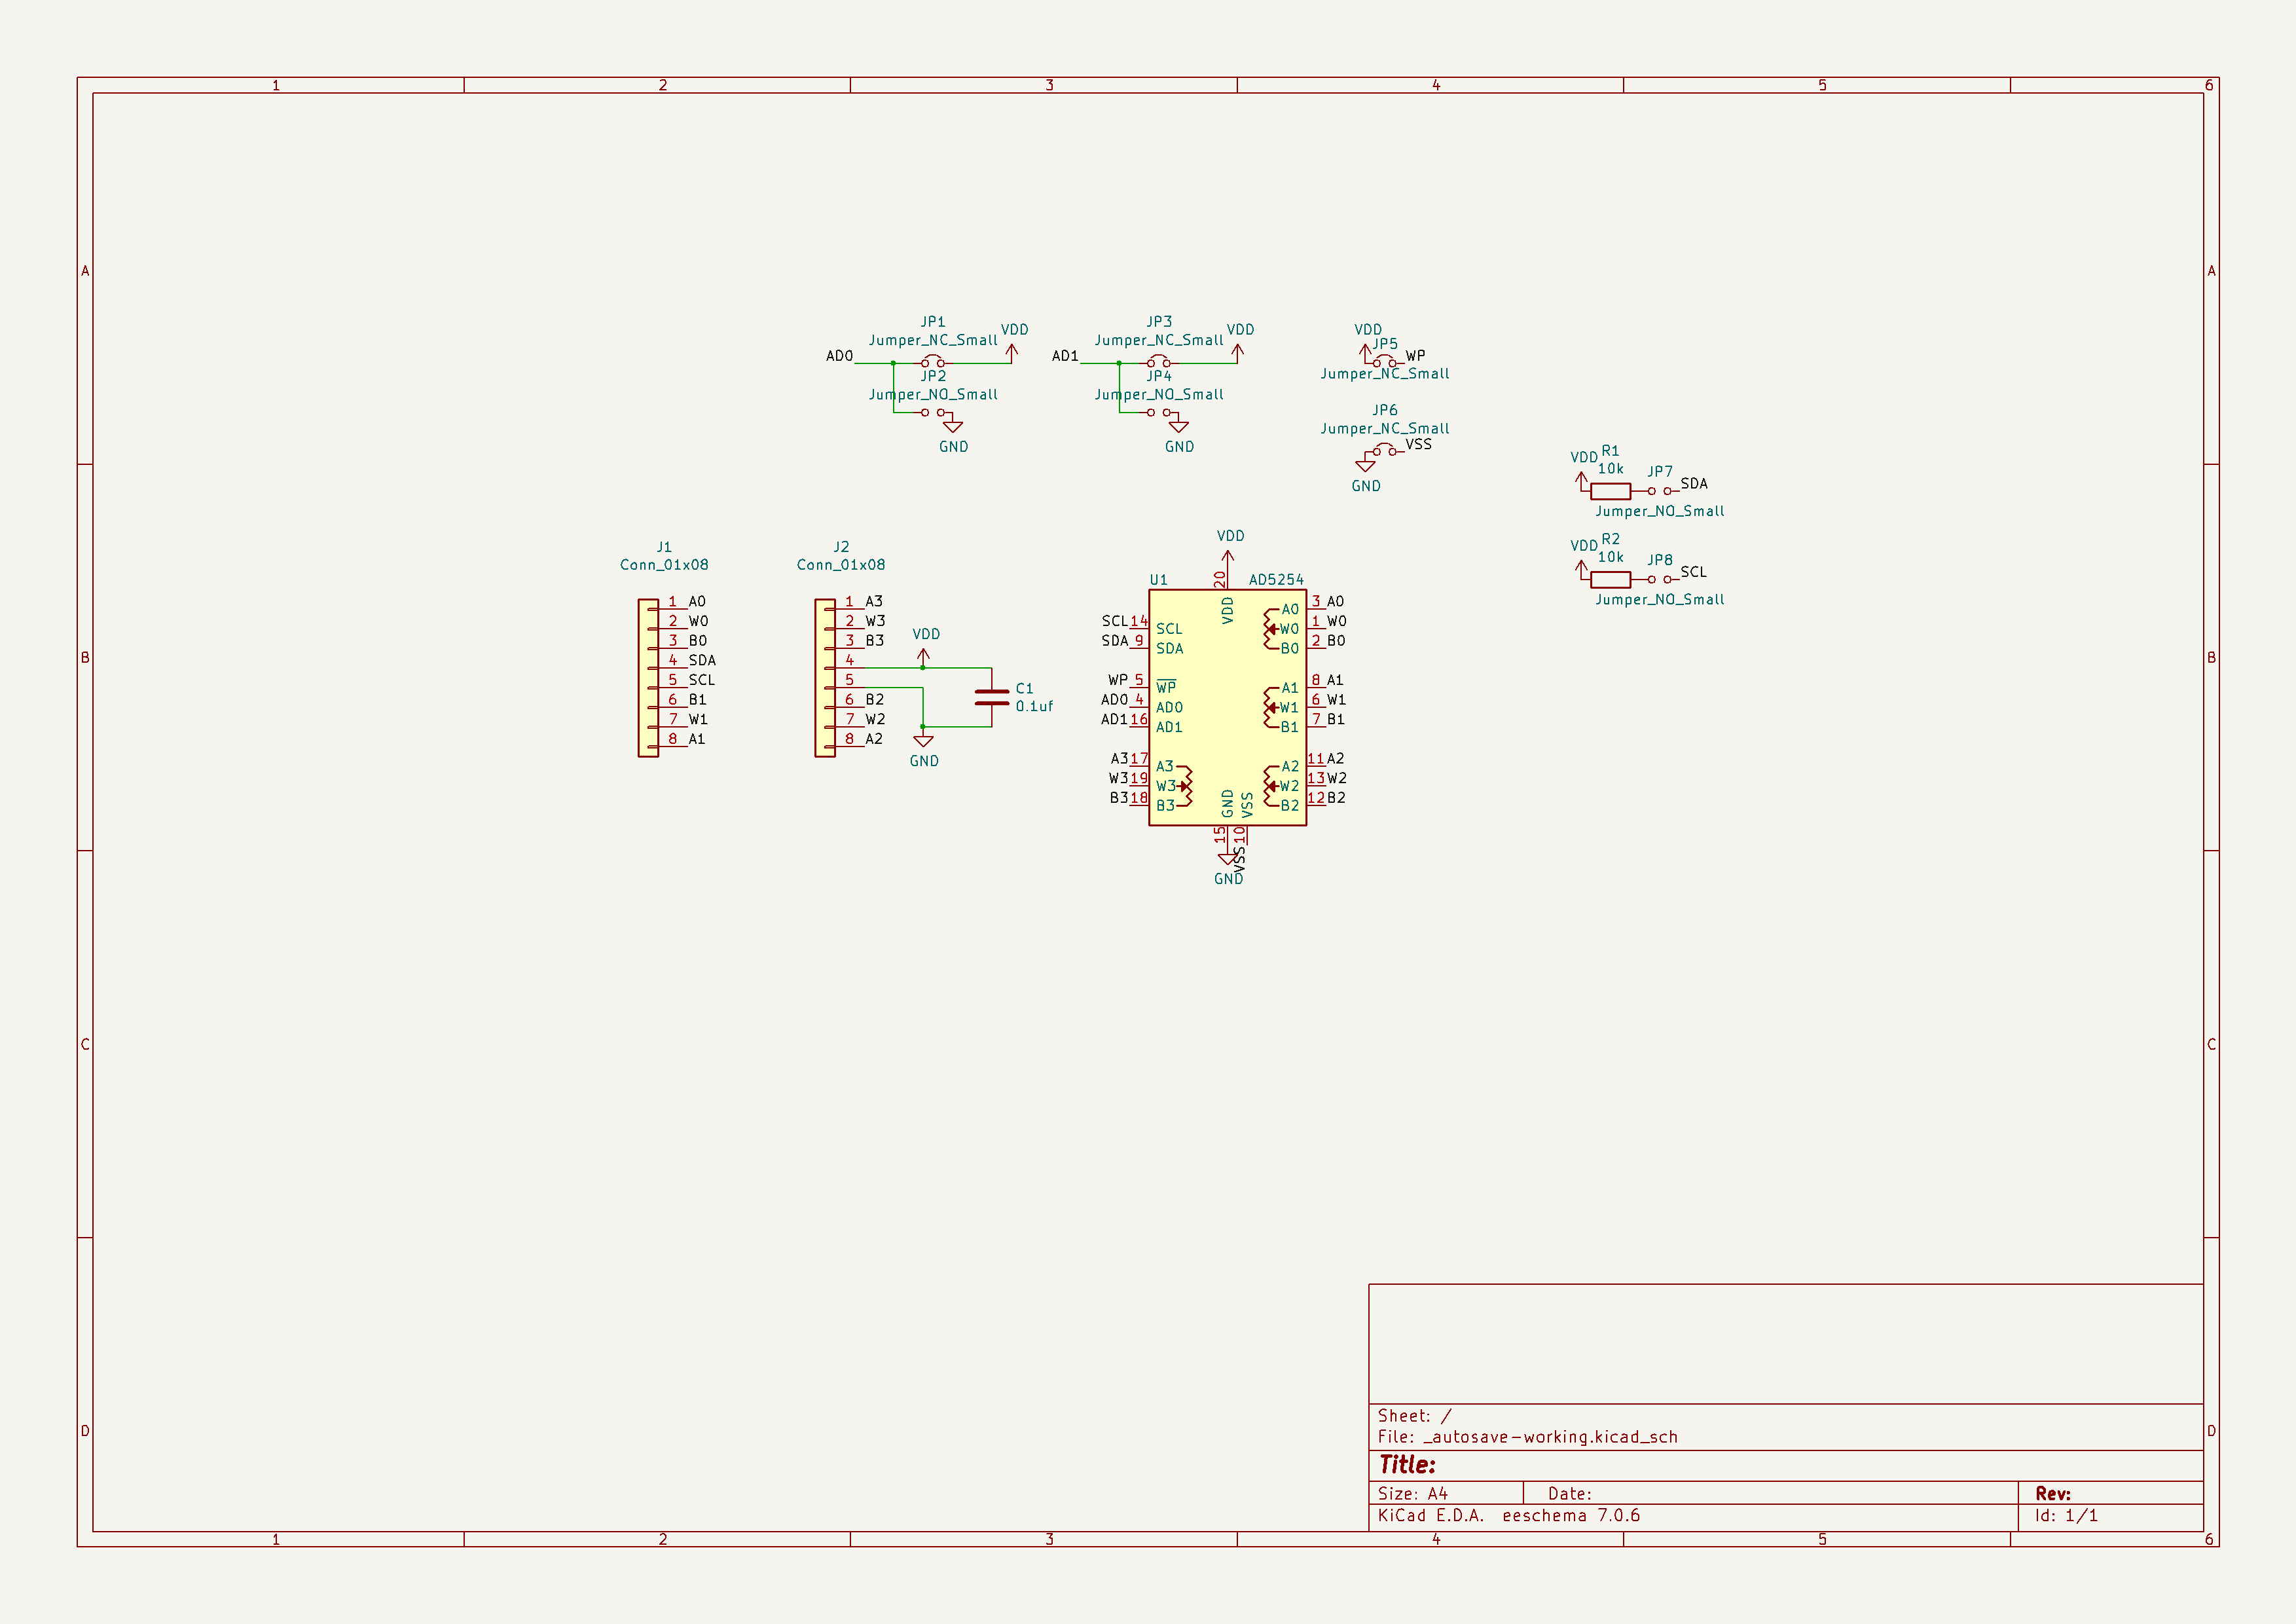 1 2 3 4 5 6
A A
JP1
Jumper_NC_Small
VDD
AD0
JP2
Jumper_NO_Small
GND
JP3
Jumper_NC_Small
VDD
AD1
JP4
Jumper_NO_Small
GND
VDD
JP5
WP
Jumper_NC_Small
JP6
Jumper_NC_Small
VSS
GND
R1
VDD
10k
JP7
SDA
Jumper_NO_Small
R2
VDD
10k
JP8
SCL
Jumper_NO_Small
B B
J1
Conn_01x08
1 A0
2 W0
3 B0
4 SDA
5 SCL
6 B1
7 W1
8 A1
J2
Conn_01x08
1 A3
2 W3
3 B3
4
5
6 B2
7 W2
8 A2
VDD
C1
0.1uf
GND
VDD
20
U1 AD5254
VDD
SCL 14 SCL
SDA 9 SDA
WP 5 WP
AD0 4 AD0
AD1 16 AD1
A3 17 A3
W3 19 W3
B3 18 B3
A0 3 A0
W0 1 W0
B0 2 B0
A1 8 A1
W1 6 W1
B1 7 B1
A2 11 A2
W2 13 W2
B2 12 B2
GND VSS
15 10
VSS
GND
C C
D D
Sheet: /
File: _autosave-working.kicad_sch
Title:
Size: A4 Date: Rev:
KiCad E.D.A. eeschema 7.0.6 Id: 1/1
1 2 3 4 5 6